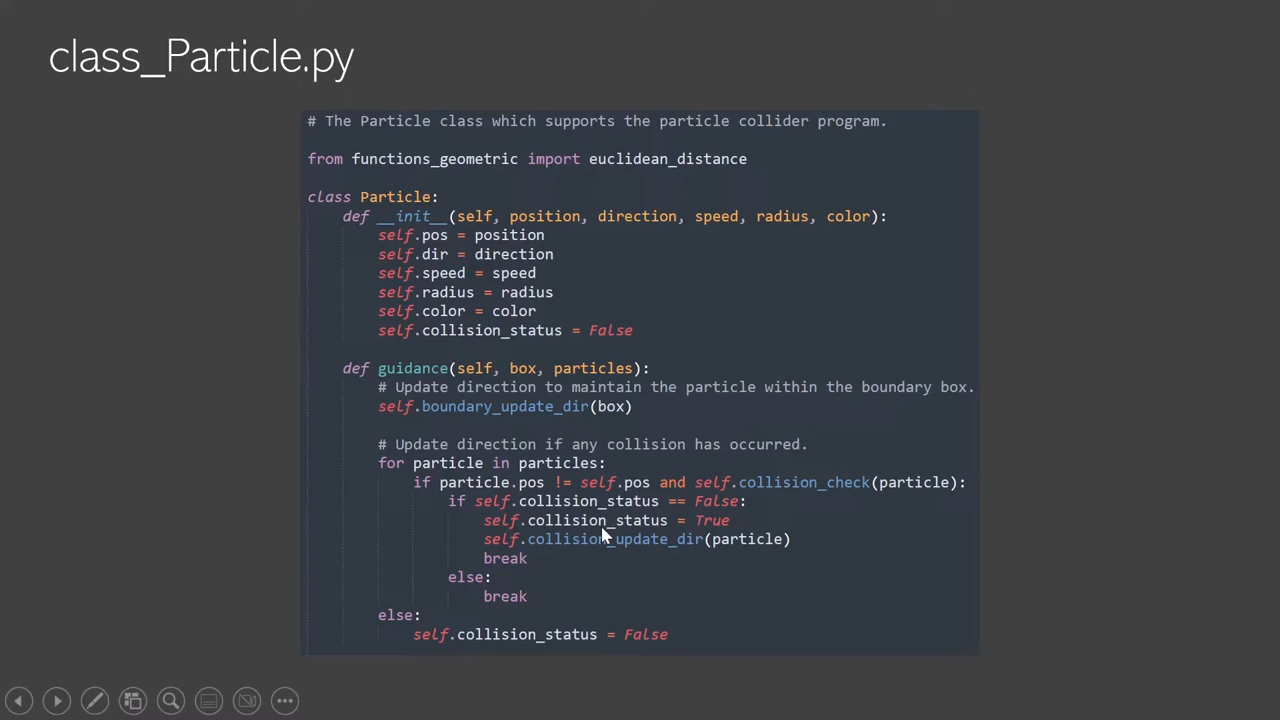 class_Particle.py
# The Particle class which supports the particle collider program.
from functions_geometric import euclidean_distance
class Particle:
def __init__(self, position, direction, speed, radius, color):
self.pos = position
self.dir = direction
self.speed = speed
self.radius = radius
self.color = color
self.collision_status = False
def guidance(self, box, particles):
# Update direction to maintain the particle within the boundary box.
self.boundary_update_dir(box)
# Update direction if any collision has occurred.
for particle in particles:
if particle.pos != self.pos and self.collision_check(particle):
if self.collision_status == False:
self.collision_status = True
self.collision_update_dir(particle)
break
else:
break
else:
self.collision_status = False